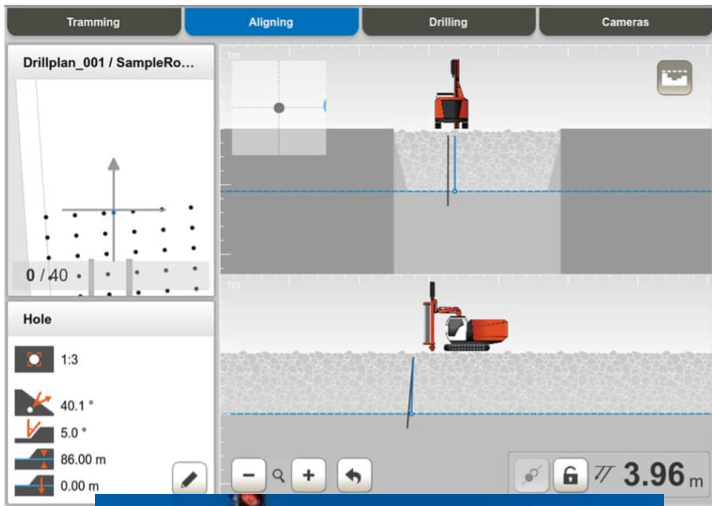 Tramming
Aligning
Drilling
Cameras
Drillplan_001 / SampleRo...
0 / 40
Hole
1:3
40.1 °
5.0 °
86.00 m
0.00 m
1m
1m
3.96 m